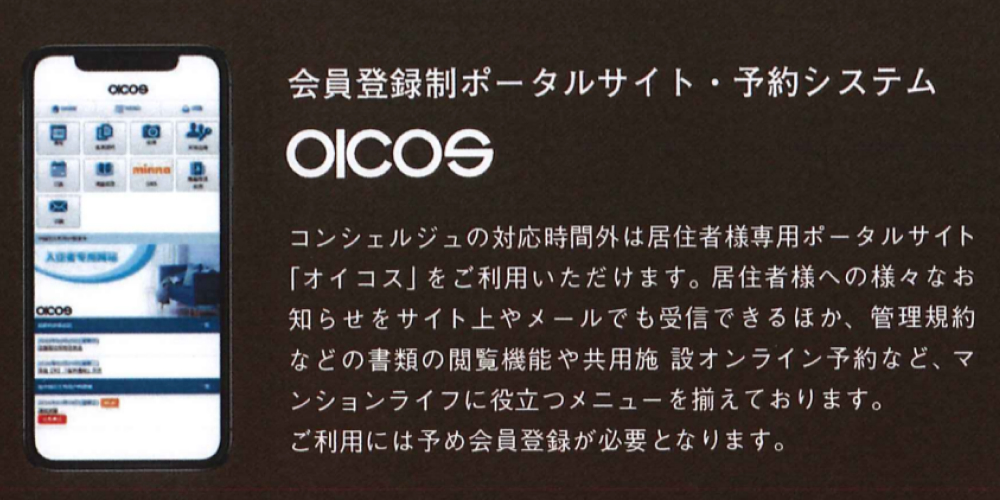 会員登録制ポータルサイト・予約システム
OICOS
コンシェルジュの対応時間外は居住者様専用ポータルサイト
「オイコス」をご利用いただけます。居住者様への様々なお
知らせをサイト上やメールでも受信できるほか、管理規約
などの書類の閲覧機能や共用施 設オンライン予約など、マ
ンションライフに役立つメニューを揃えております。
ご利用には予め会員登録が必要となります。
OICOS
minna
OICOS